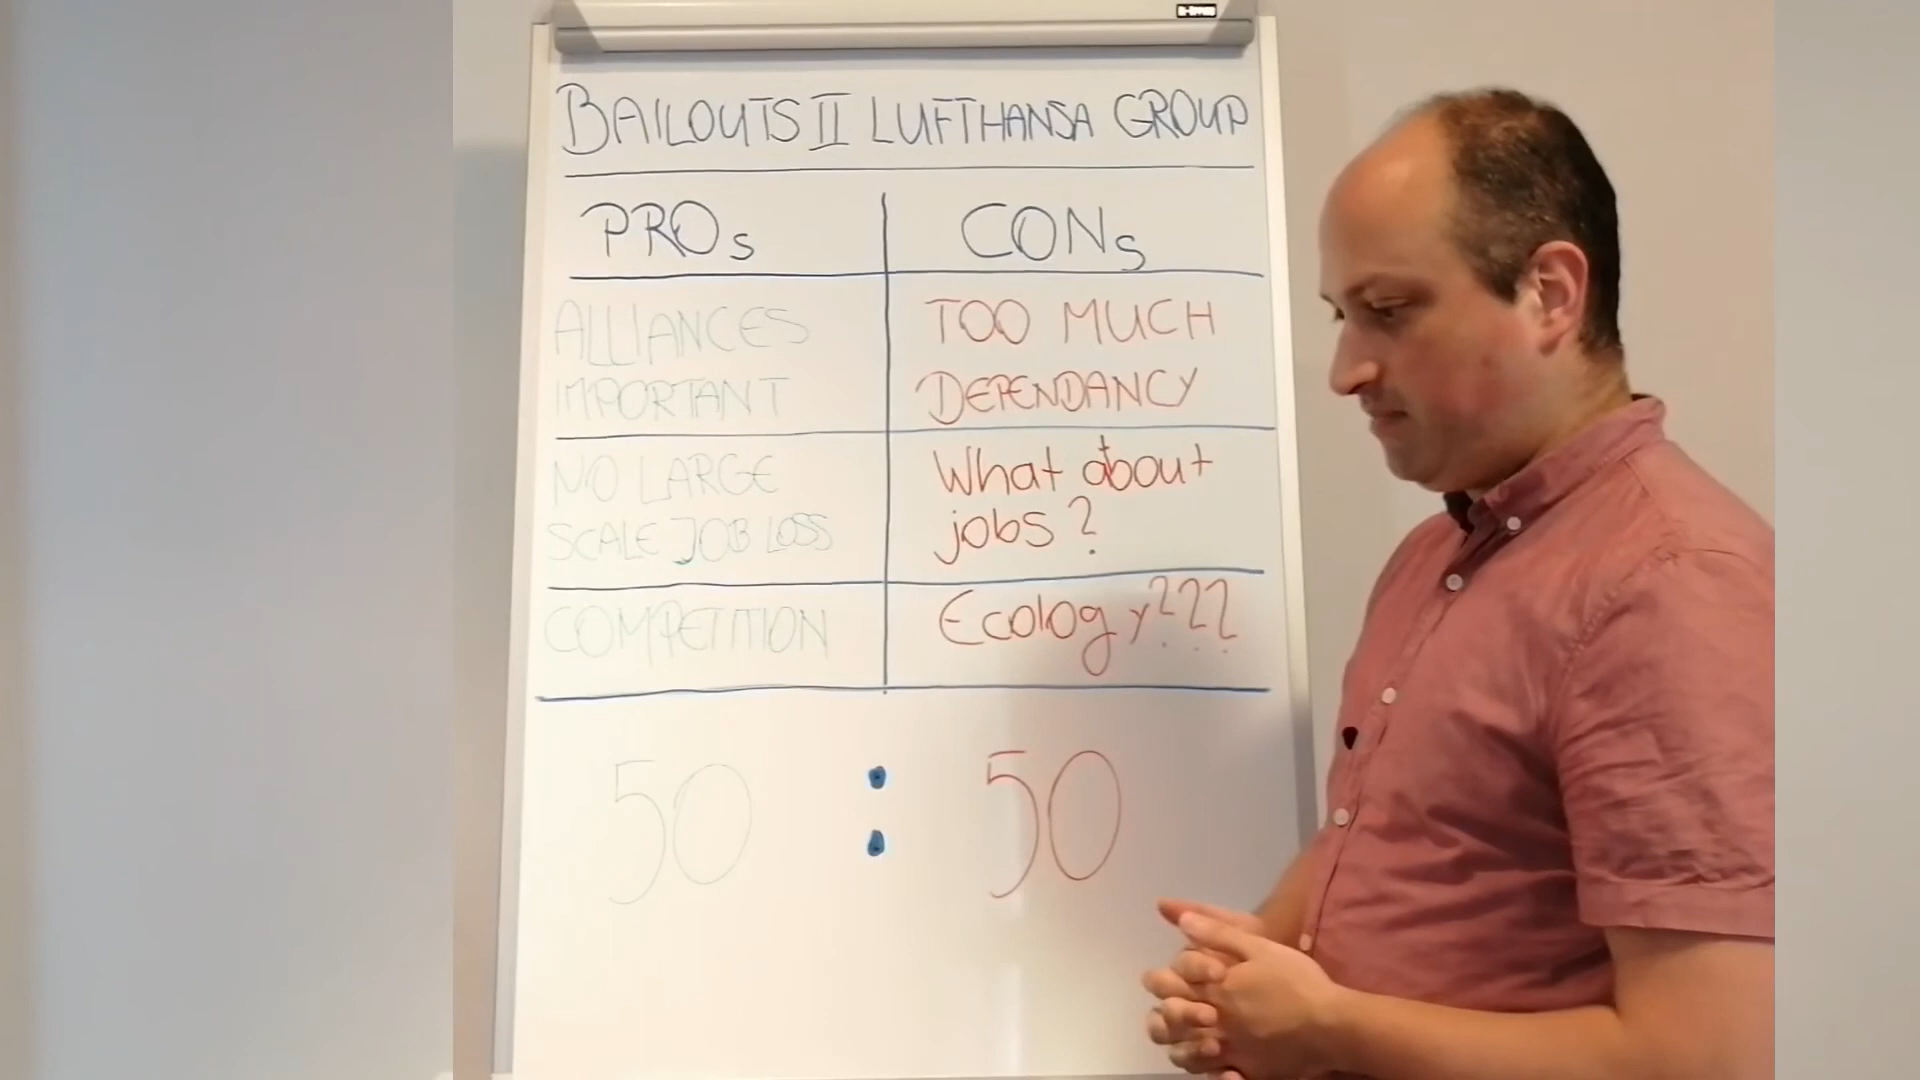 BAILOUTS II LUFTHANSA GROUP
PROs
CONs
ALLIANCES
IMPORTANT
TOO MUCH
DEPENDANCY
NO LARGE
SCALE JOB LOSS
What about
jobs?
COMPETITION
Ecology???
50 : 50